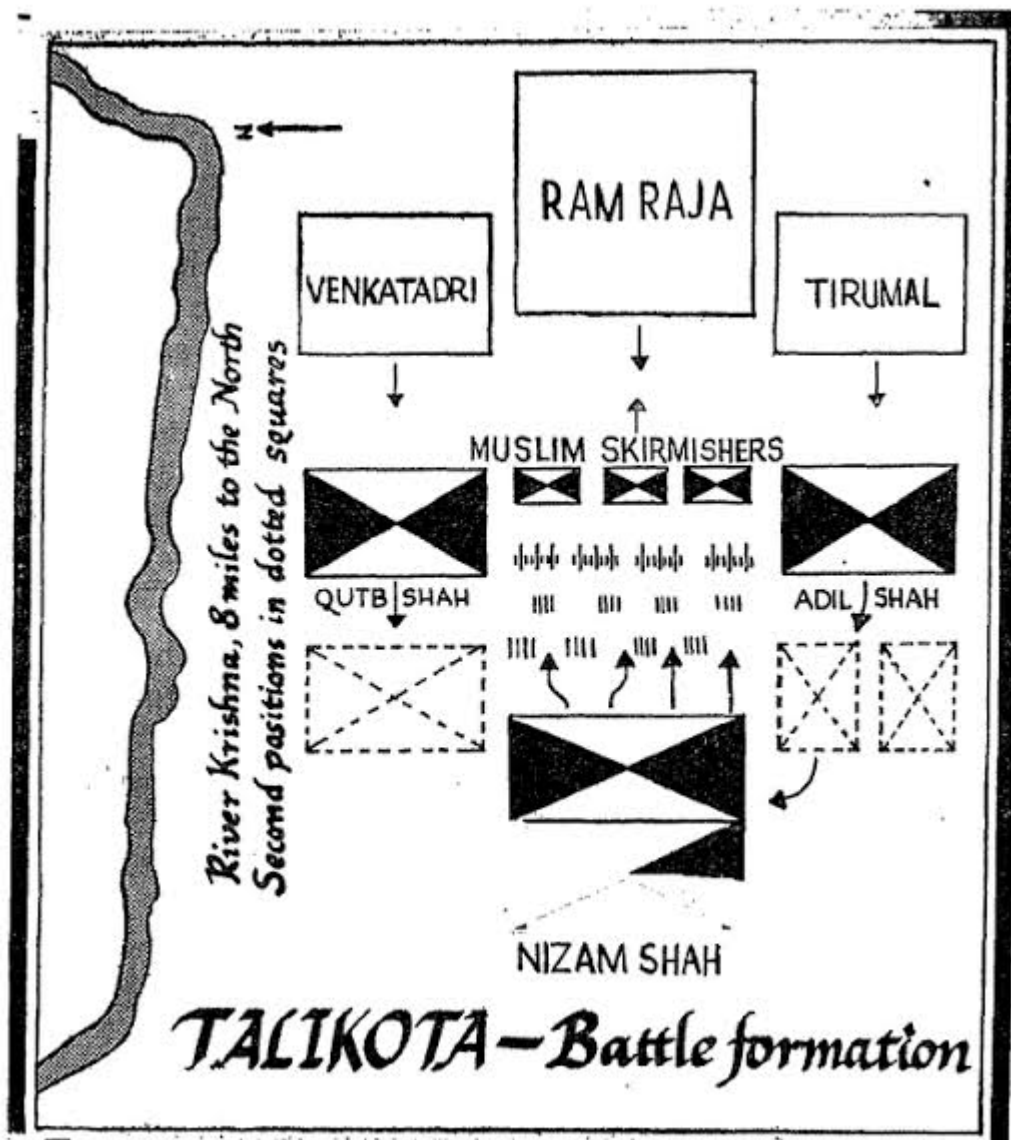 N
RAM RAJA
VENKATADRI
TIRUMAL
River Krishna, 8 miles to the North
Second positions in dotted squares
MUSLIM SKIRMISHERS
QUTB SHAH
ADIL SHAH
NIZAM SHAH
TALIKOTA — Battle formation